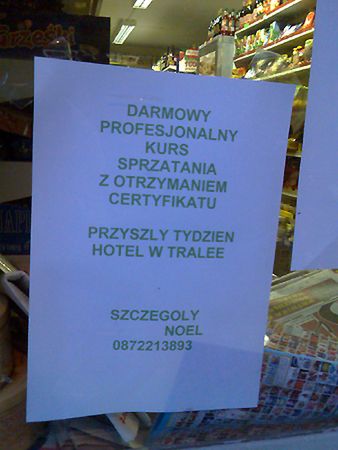 DARMOWY
PROFESJONALNY
KURS
SPRZATANIA
Z OTRZYMANIEM
CERTYFIKATU
PRZYSZLY TYDZIEN
HOTEL W TRALEE
SZCZEGOLY
NOEL
0872213893